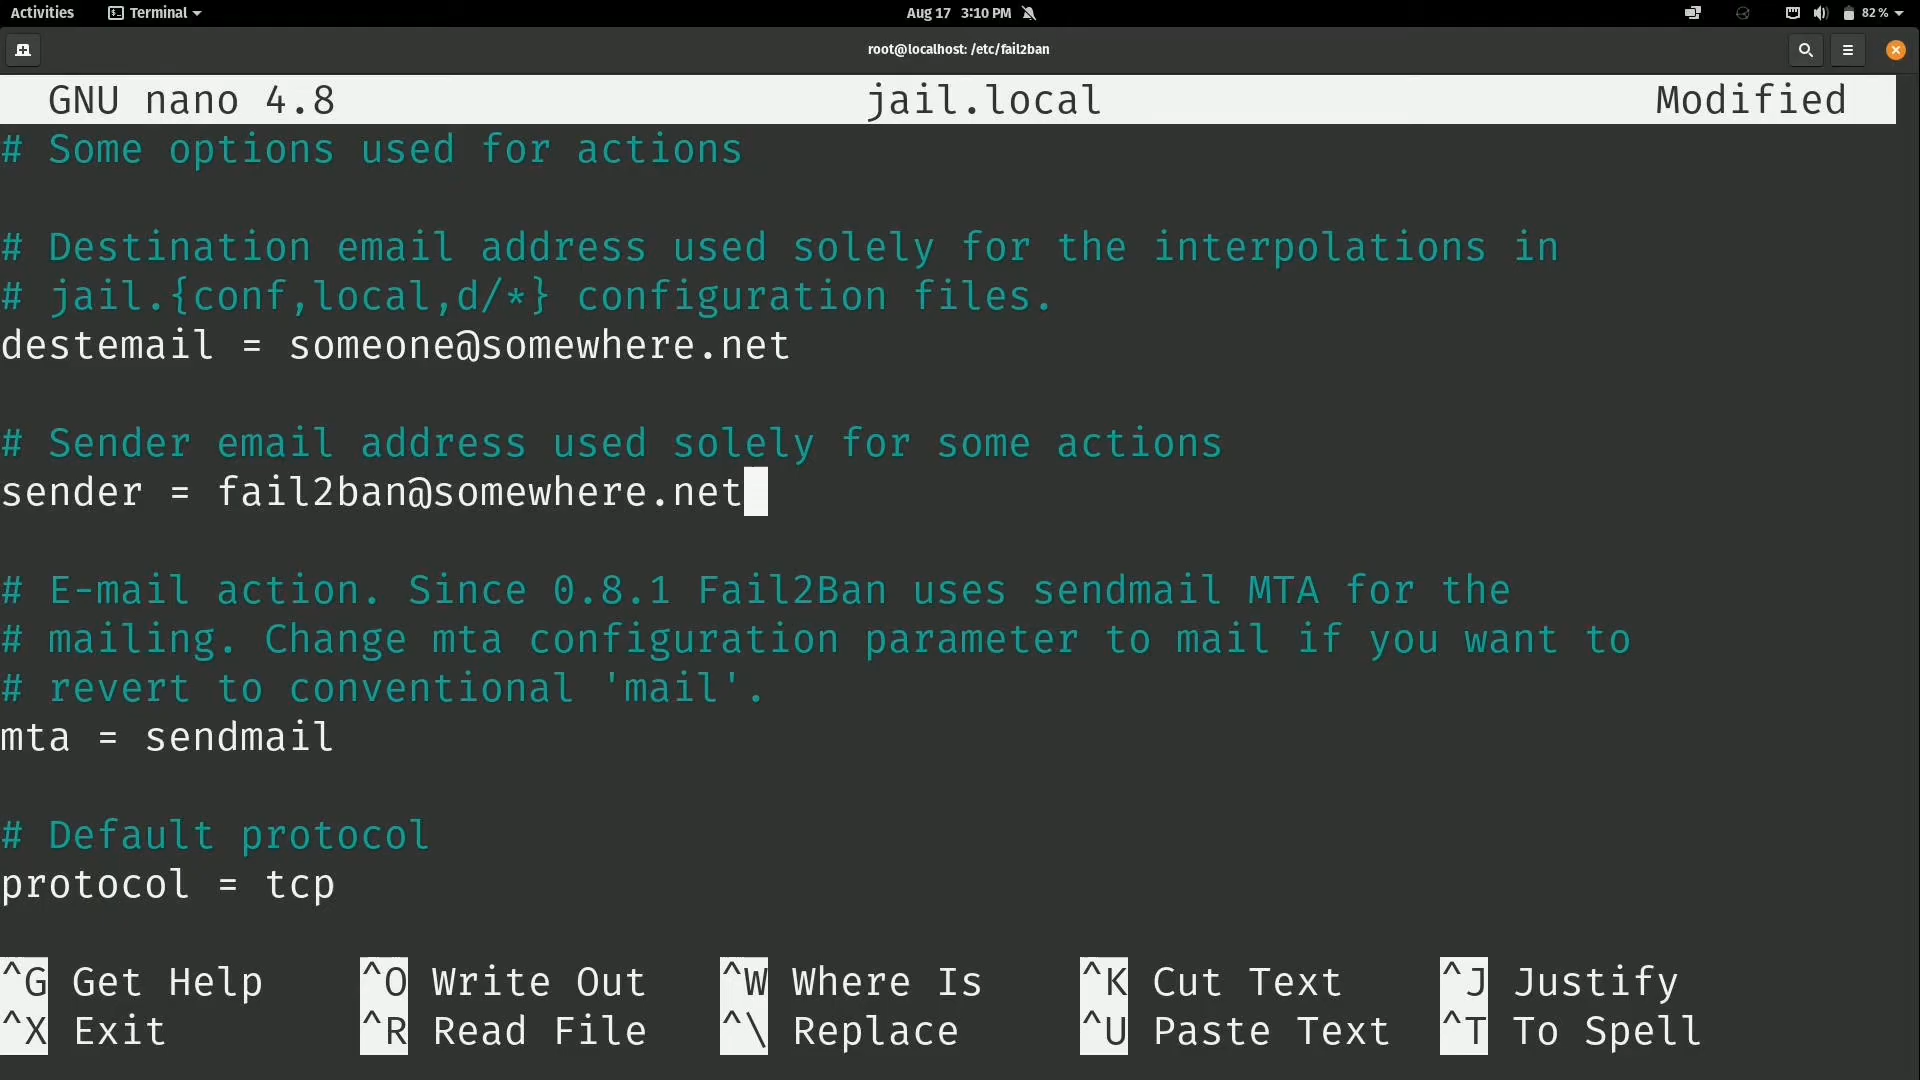 Activities Terminal Aug 17 3:10 PM 82 %
root@localhost: /etc/fail2ban
GNU nano 4.8 jail.local Modified
# Some options used for actions
# Destination email address used solely for the interpolations in
# jail.{conf,local,d/*} configuration files.
destemail = someone@somewhere.net
# Sender email address used solely for some actions
sender = fail2ban@somewhere.net
# E-mail action. Since 0.8.1 Fail2Ban uses sendmail MTA for the
# mailing. Change mta configuration parameter to mail if you want to
# revert to conventional 'mail'.
mta = sendmail
# Default protocol
protocol = tcp
^G Get Help ^O Write Out ^W Where Is ^K Cut Text ^J Justify
^X Exit ^R Read File ^\ Replace ^U Paste Text ^T To Spell